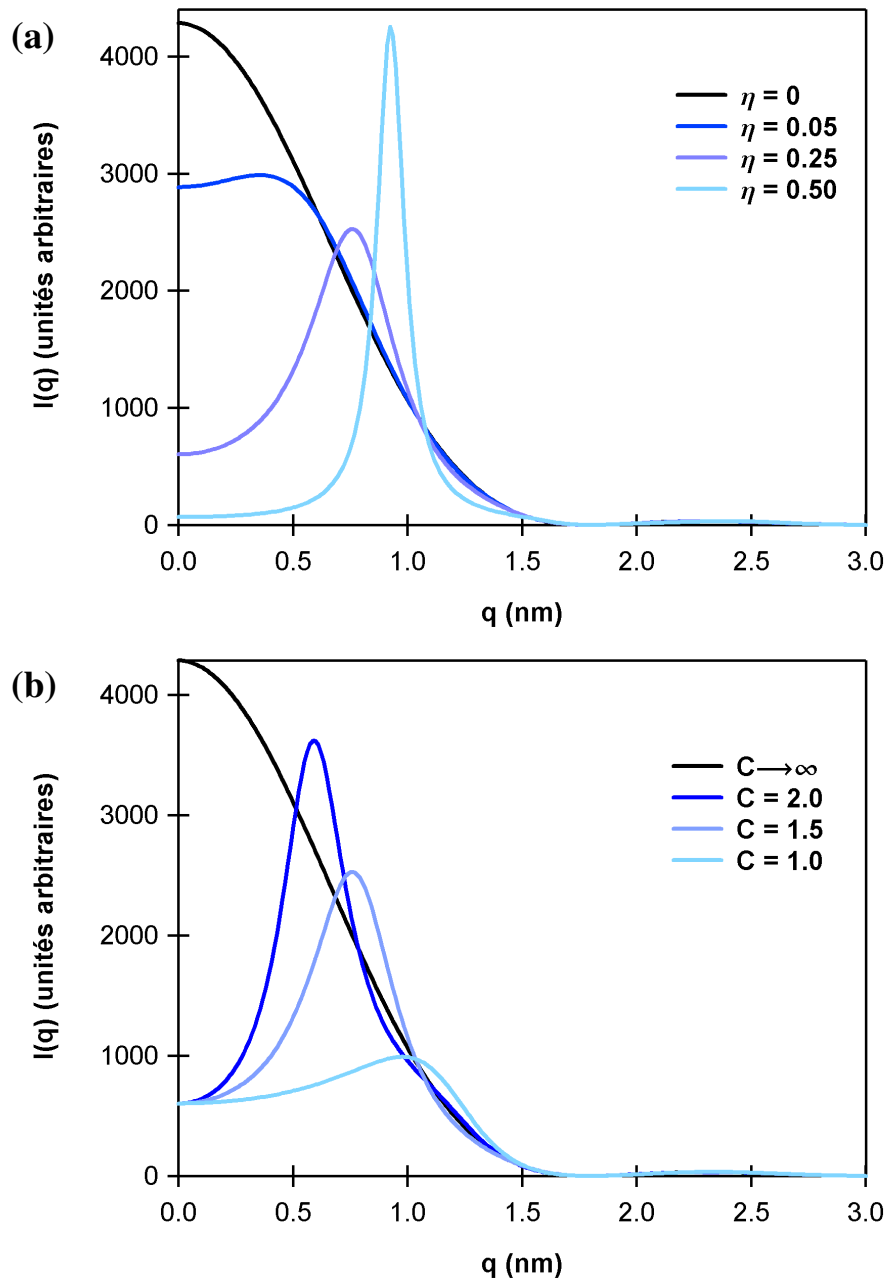 (a)
I(q) (unités arbitraires)
4000
3000
2000
1000
0
η = 0
η = 0.05
η = 0.25
η = 0.50
0.0 0.5 1.0 1.5 2.0 2.5 3.0
q (nm)
(b)
I(q) (unités arbitraires)
4000
3000
2000
1000
0
C⟶∞
C = 2.0
C = 1.5
C = 1.0
0.0 0.5 1.0 1.5 2.0 2.5 3.0
q (nm)